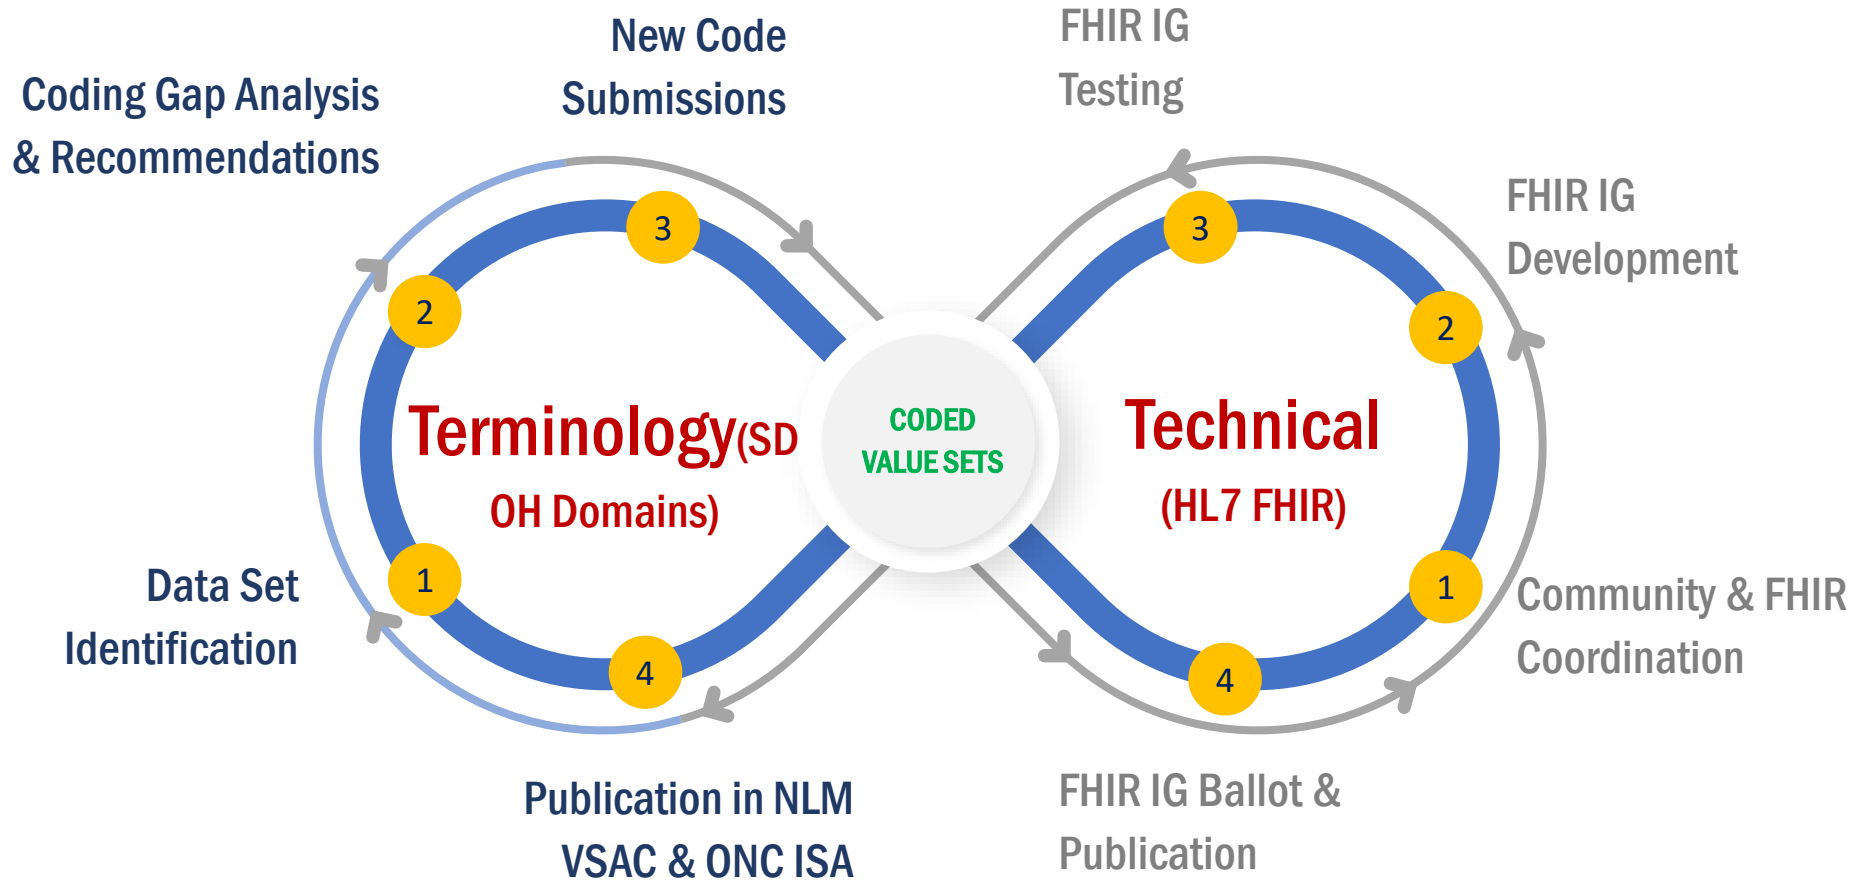 New Code
Submissions
FHIR IG
Testing
Coding Gap Analysis
& Recommendations
FHIR IG
Development
3
3
2
2
Terminology(SD
OH Domains)
CODED
VALUE SETS
Technical
(HL7 FHIR)
1
1
Data Set
Identification
Community & FHIR
Coordination
4
4
Publication in NLM
VSAC & ONC ISA
FHIR IG Ballot &
Publication